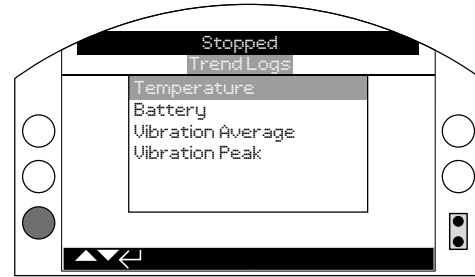 Stopped
Trend Logs
Temperature
Battery
Vibration Average
Vibration Peak